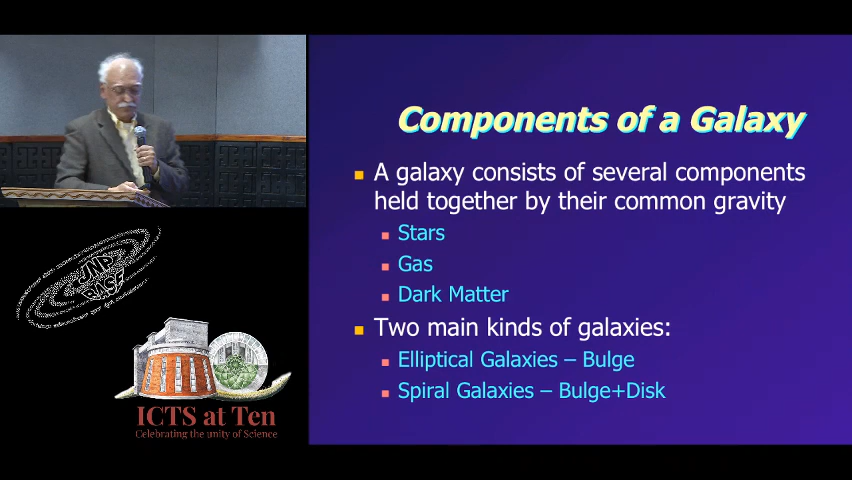 Components of a Galaxy
A galaxy consists of several components
held together by their common gravity
Stars
Gas
Dark Matter
Two main kinds of galaxies:
Elliptical Galaxies – Bulge
Spiral Galaxies – Bulge+Disk
JNP
BASE
ICTS at Ten
Celebrating the unity of Science